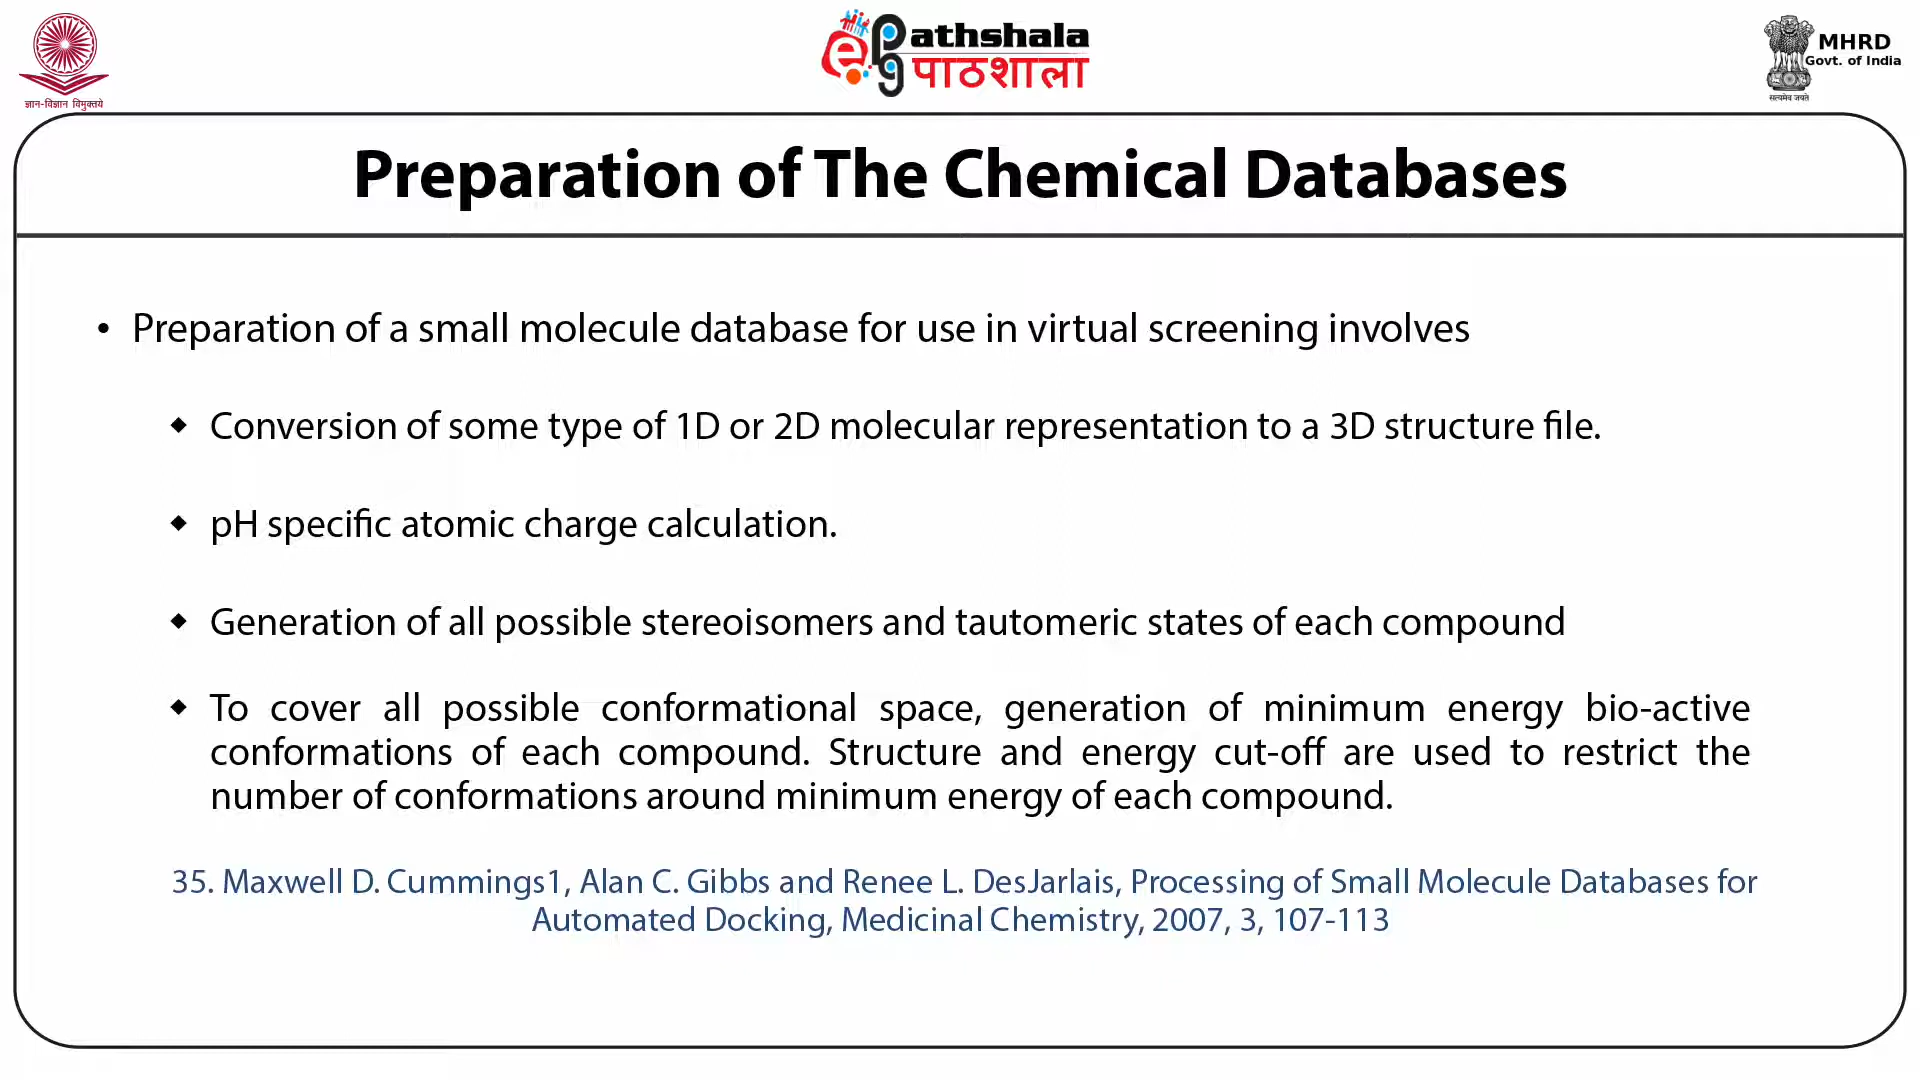 ज्ञान-विज्ञान विमुक्तये
ePathshala
पाठशाला
MHRD
Govt. of India
सत्यमेव जयते
Preparation of The Chemical Databases
• Preparation of a small molecule database for use in virtual screening involves
◆ Conversion of some type of 1D or 2D molecular representation to a 3D structure file.
◆ pH specific atomic charge calculation.
◆ Generation of all possible stereoisomers and tautomeric states of each compound
◆ To cover all possible conformational space, generation of minimum energy bio-active
conformations of each compound. Structure and energy cut-off are used to restrict the
number of conformations around minimum energy of each compound.
35. Maxwell D. Cummings1, Alan C. Gibbs and Renee L. DesJarlais, Processing of Small Molecule Databases for
Automated Docking, Medicinal Chemistry, 2007, 3, 107-113